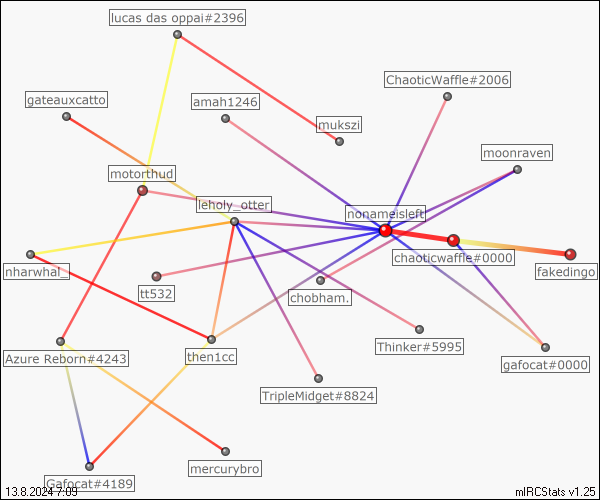 lucas das oppai#2396
ChaoticWaffle#2006
gateauxcatto
amah1246
mukszi
moonraven
motorthud
leholy_otter
nonameisleft
chaoticwaffle#0000
nharwhal_
fakedingo
tt532
chobham.
Azure Reborn#4243
then1cc
Thinker#5995
gafocat#0000
TripleMidget#8824
mercurybro
Gafocat#4189
13.8.2024 7:09
mIRCStats v1.25